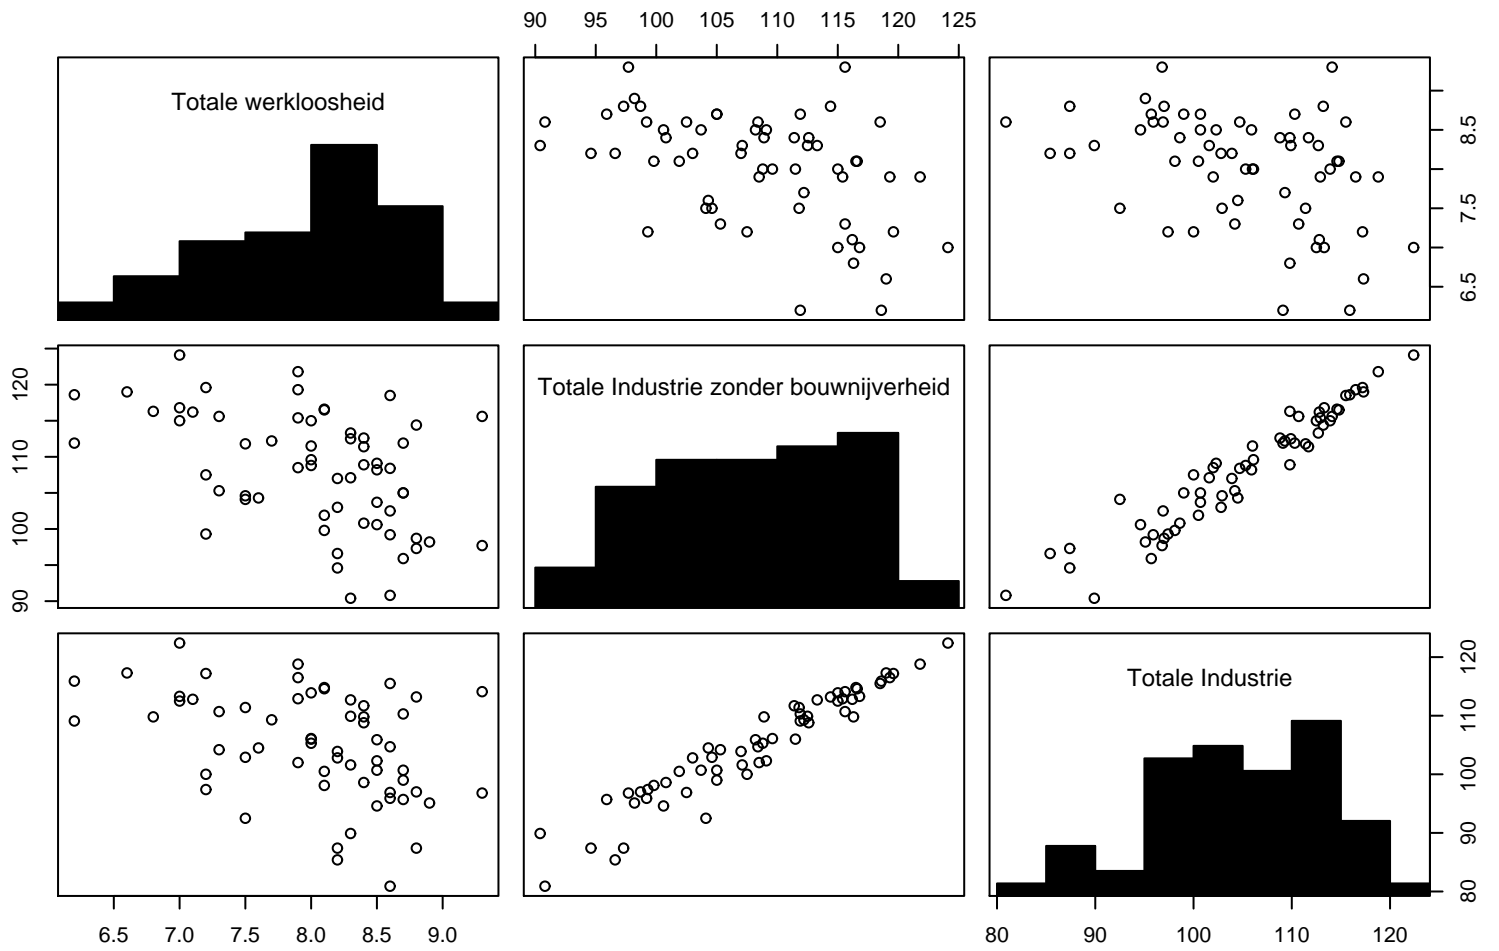 90 95 100 105 110 115 120 125
Totale werkloosheid
6.5 7.5 8.5
Totale Industrie zonder bouwnijverheid
90 100 110 120
Totale Industrie
80 90 100 110 120
6.5 7.0 7.5 8.0 8.5 9.0
80 90 100 110 120